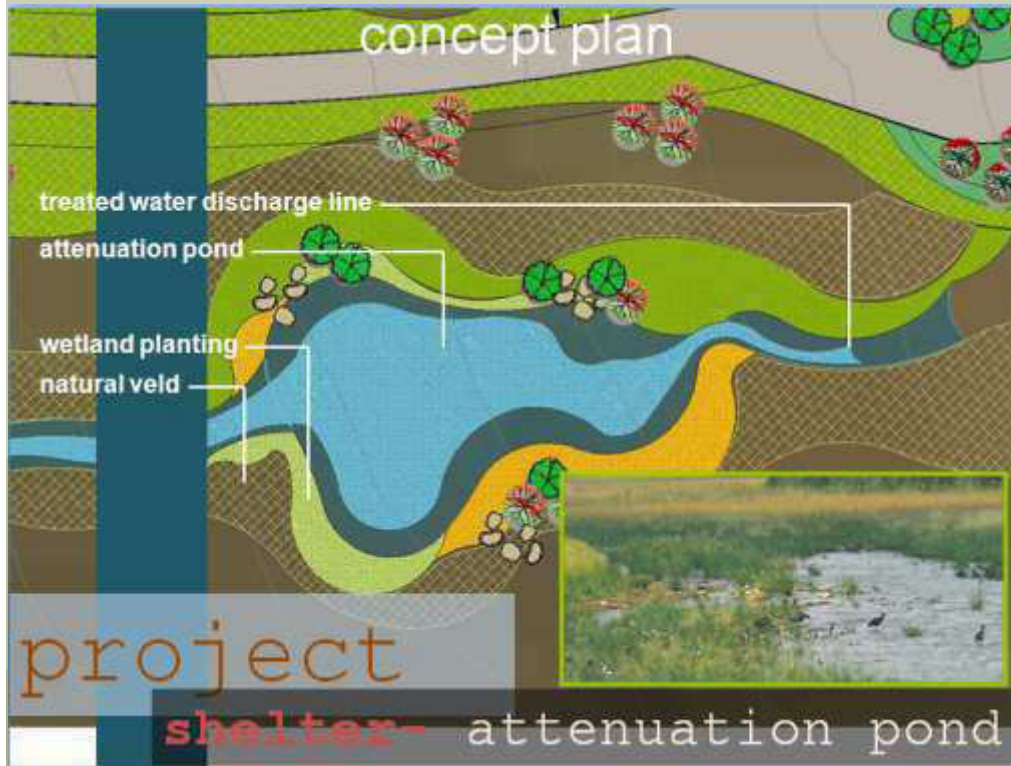 concept plan
treated water discharge line
attenuation pond
wetland planting
natural veld
project
shelter- attenuation pond